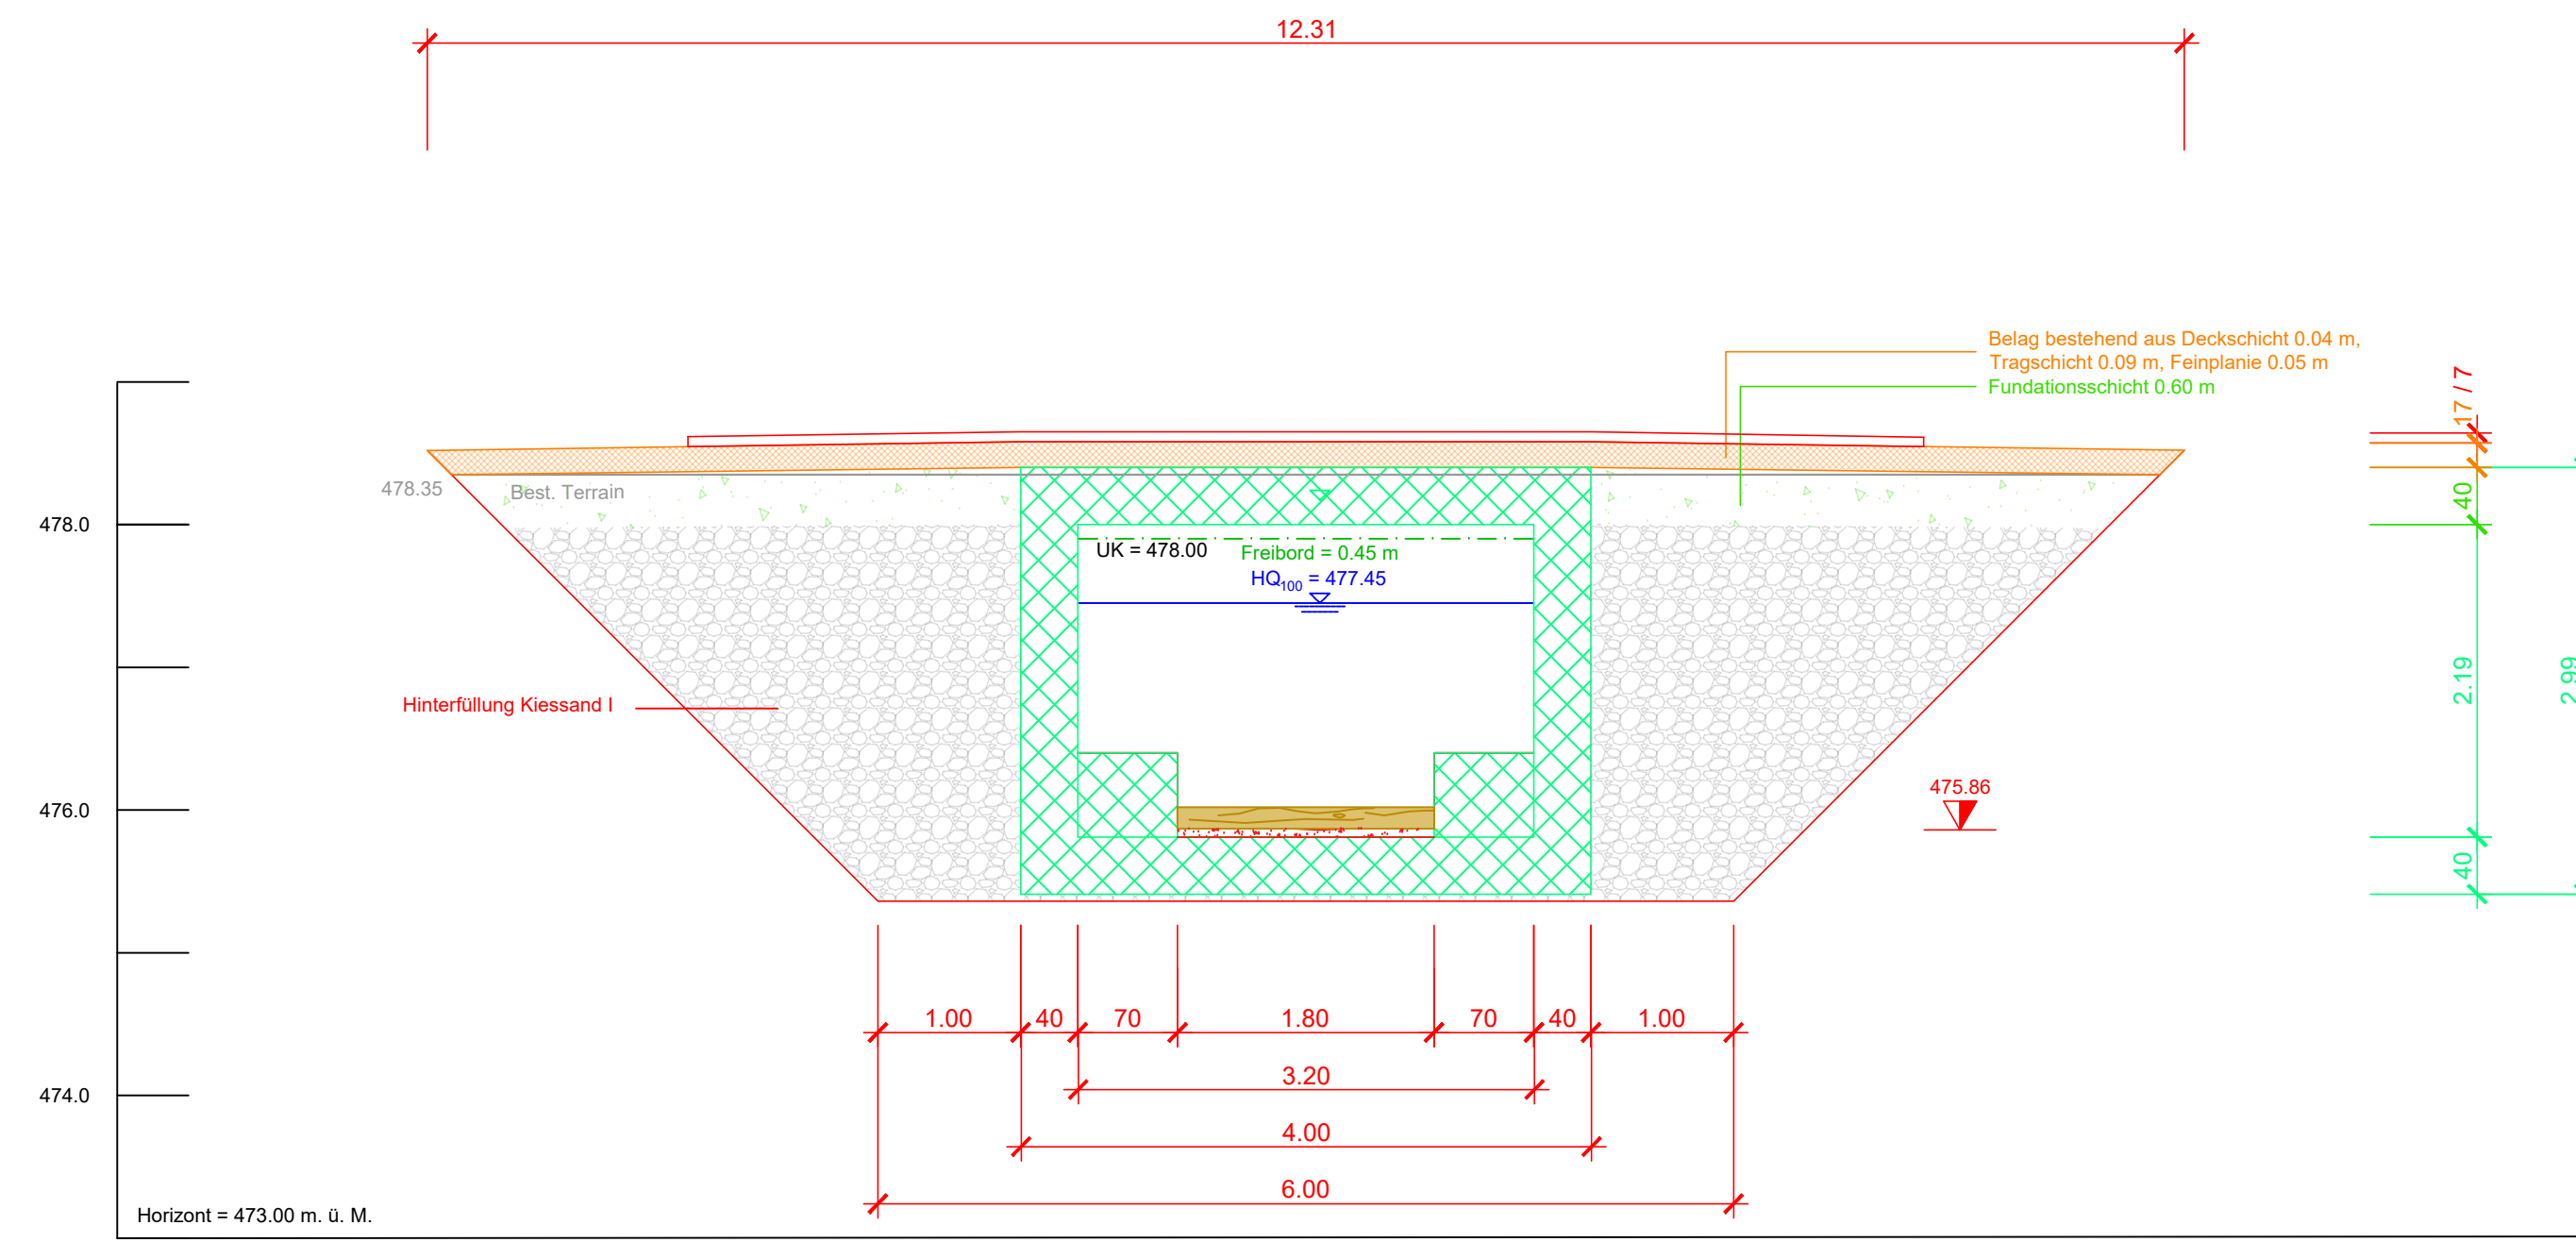 12.31
Belag bestehend aus Deckschicht 0.04 m,
Tragschicht 0.09 m, Feinplanie 0.05 m
Fundationsschicht 0.60 m
17 / 7
478.35
Best. Terrain
40
478.0
UK = 478.00
Freibord = 0.45 m
HQ100 = 477.45
2.19
2.99
Hinterfüllung Kiessand I
475.86
476.0
40
1.00
40
70
1.80
70
40
1.00
3.20
474.0
4.00
6.00
Horizont = 473.00 m. ü. M.